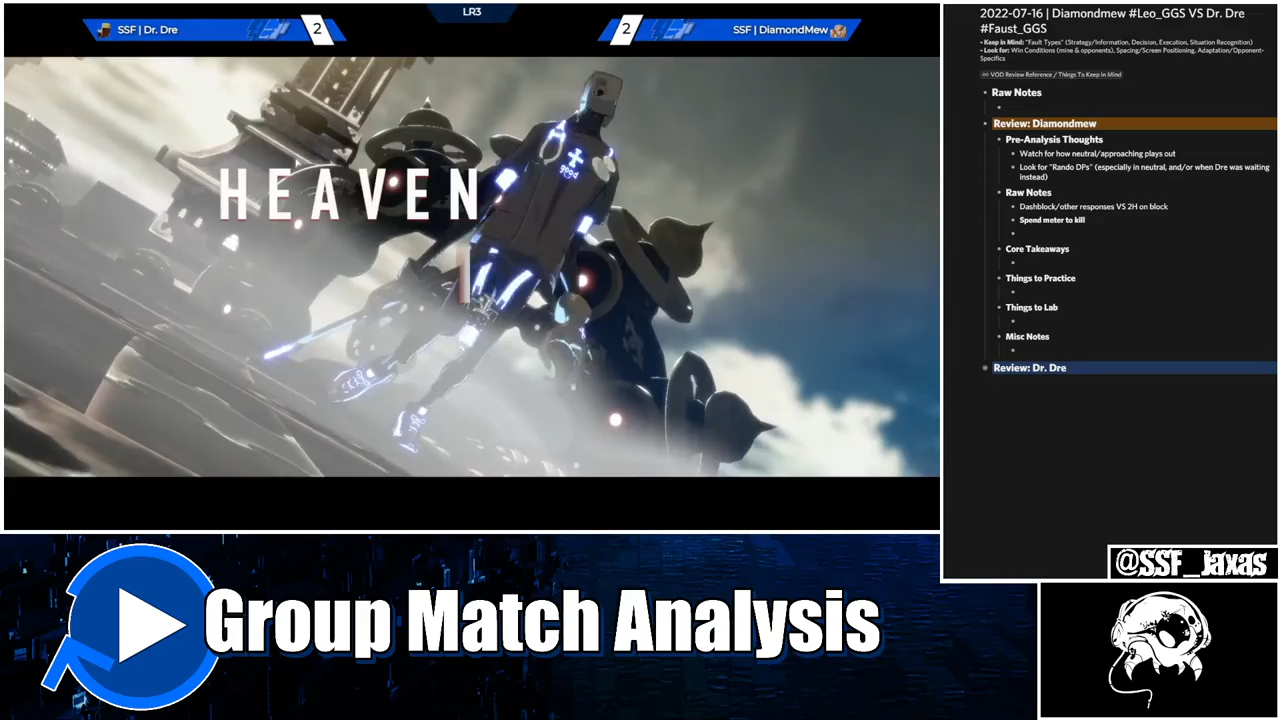 LR3
SSF | Dr. Dre
2
2
SSF | DiamondMew
HEAVEN
good
2022-07-16 | Diamondmew #Leo_GGS VS Dr. Dre
#Faust_GGS
- Keep in Mind: "Fault Types" (Strategy/Information, Decision, Execution, Situation Recognition)
- Look for: Win Conditions (mine & opponents), Spacing/Screen Positioning, Adaptation/Opponent-
Specifics
VOD Review Reference / Things To Keep In Mind
Raw Notes
Review: Diamondmew
Pre-Analysis Thoughts
Watch for how neutral/approaching plays out
Look for "Rando DPs" (especially in neutral, and/or when Dre was waiting
instead)
Raw Notes
Dashblock/other responses VS 2H on block
Spend meter to kill
Core Takeaways
Things to Practice
Things to Lab
Misc Notes
Review: Dr. Dre
@SSF_Jaxas
Group Match Analysis